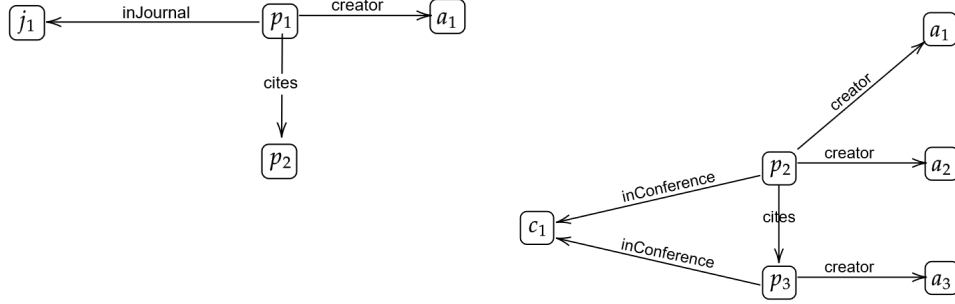 j₁ inJournal p₁ creator a₁
cites
p₂
a₁
creator
p₂ creator a₂
inConference
cites
c₁
inConference
p₃ creator a₃